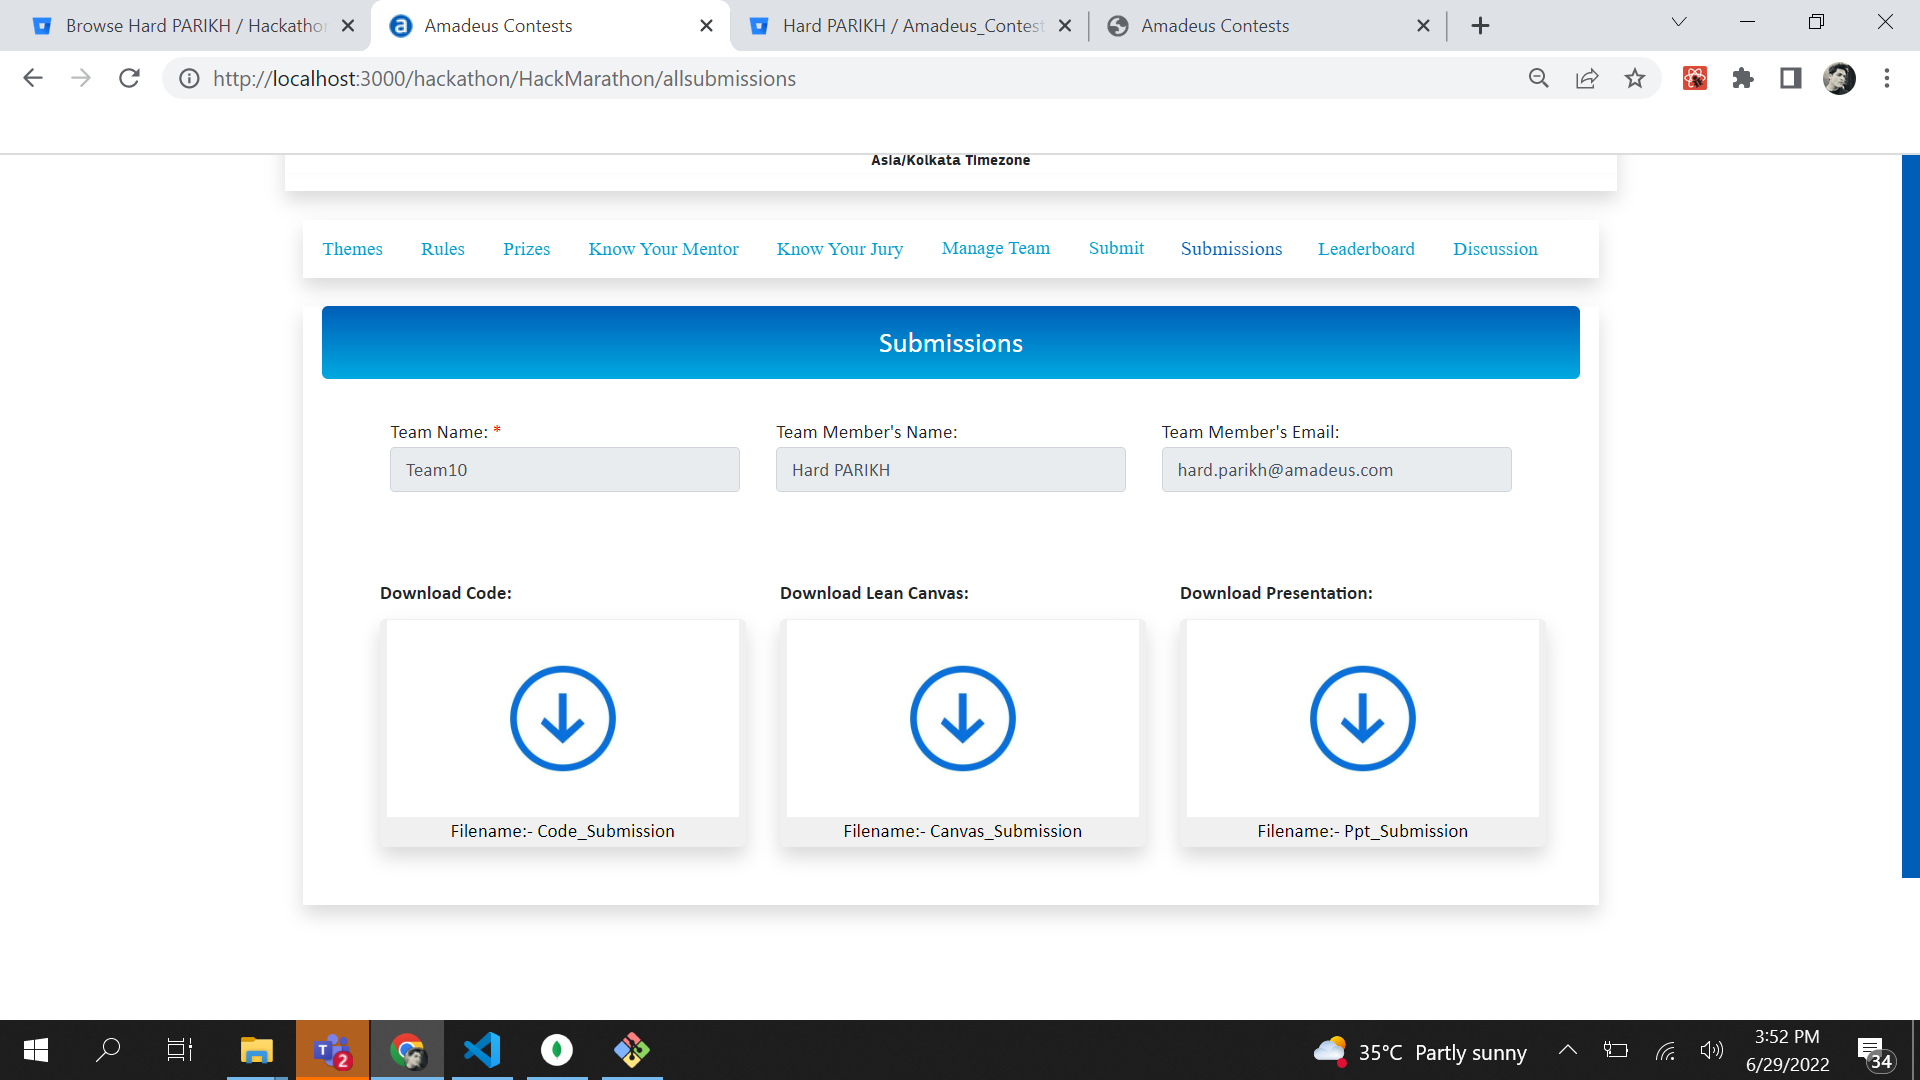 Browse Hard PARIKH / Hackathon
Amadeus Contests
Hard PARIKH / Amadeus_Contest
Amadeus Contests
http://localhost:3000/hackathon/HackMarathon/allsubmissions
Asia/Kolkata Timezone
Themes Rules Prizes Know Your Mentor Know Your Jury Manage Team Submit Submissions Leaderboard Discussion
Submissions
Team Name: * Team Member's Name: Team Member's Email:
Team10 Hard PARIKH hard.parikh@amadeus.com
Download Code: Download Lean Canvas: Download Presentation:
Filename:- Code_Submission Filename:- Canvas_Submission Filename:- Ppt_Submission
T 2
35°C Partly sunny
3:52 PM
6/29/2022
34